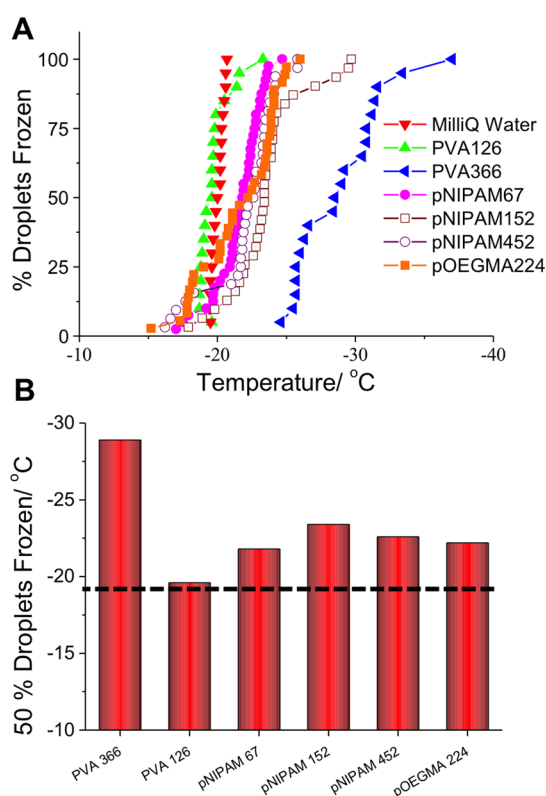 A
% Droplets Frozen
100
75
50
25
0
MilliQ Water
PVA126
PVA366
pNIPAM67
pNIPAM152
pNIPAM452
pOEGMA224
-10 -20 -30 -40
Temperature/ °C
B
50 % Droplets Frozen/ °C
-30
-25
-20
-15
-10
PVA 366
PVA 126
pNIPAM 67
pNIPAM 152
pNIPAM 452
pOEGMA 224